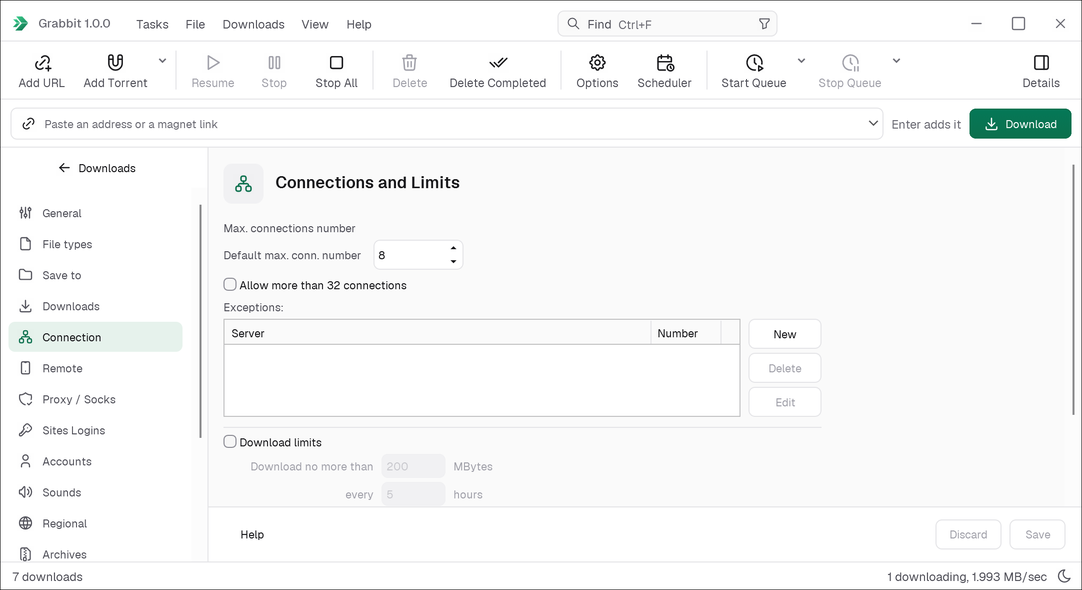 Grabbit 1.0.0 Tasks File Downloads View Help Find Ctrl+F
Add URL Add Torrent Resume Stop Stop All Delete Delete Completed Options Scheduler Start Queue Stop Queue Details
Paste an address or a magnet link Enter adds it Download
Downloads
General
File types
Save to
Downloads
Connection
Remote
Proxy / Socks
Sites Logins
Accounts
Sounds
Regional
Archives
Connections and Limits
Max. connections number
Default max. conn. number 8
Allow more than 32 connections
Exceptions:
Server Number
New
Delete
Edit
Download limits
Download no more than 200 MBytes
every 5 hours
Help Discard Save
7 downloads 1 downloading, 1.993 MB/sec